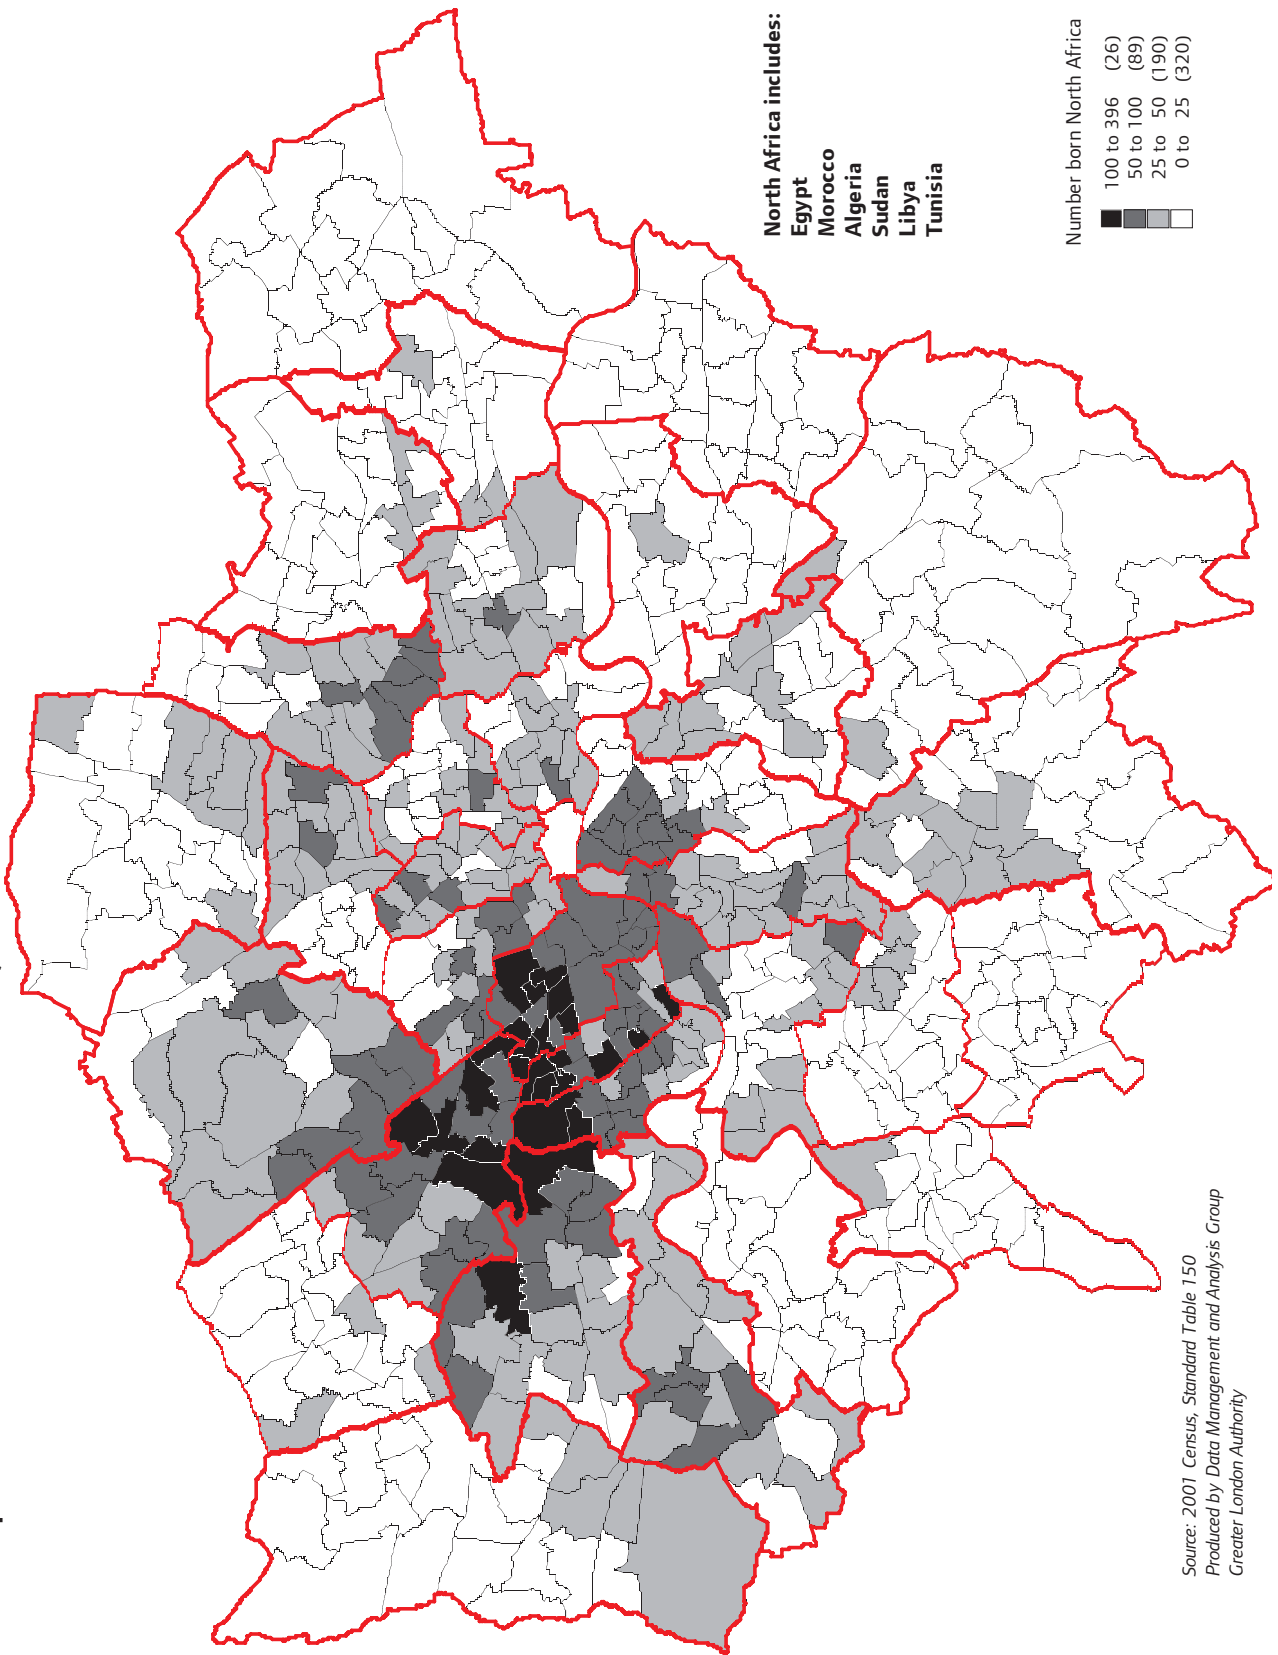 North Africa includes:
Egypt
Morocco
Algeria
Sudan
Libya
Tunisia
Number born North Africa
100 to 396 (26)
50 to 100 (89)
25 to 50 (190)
0 to 25 (320)
Source: 2001 Census, Standard Table 150
Produced by Data Management and Analysis Group
Greater London Authority